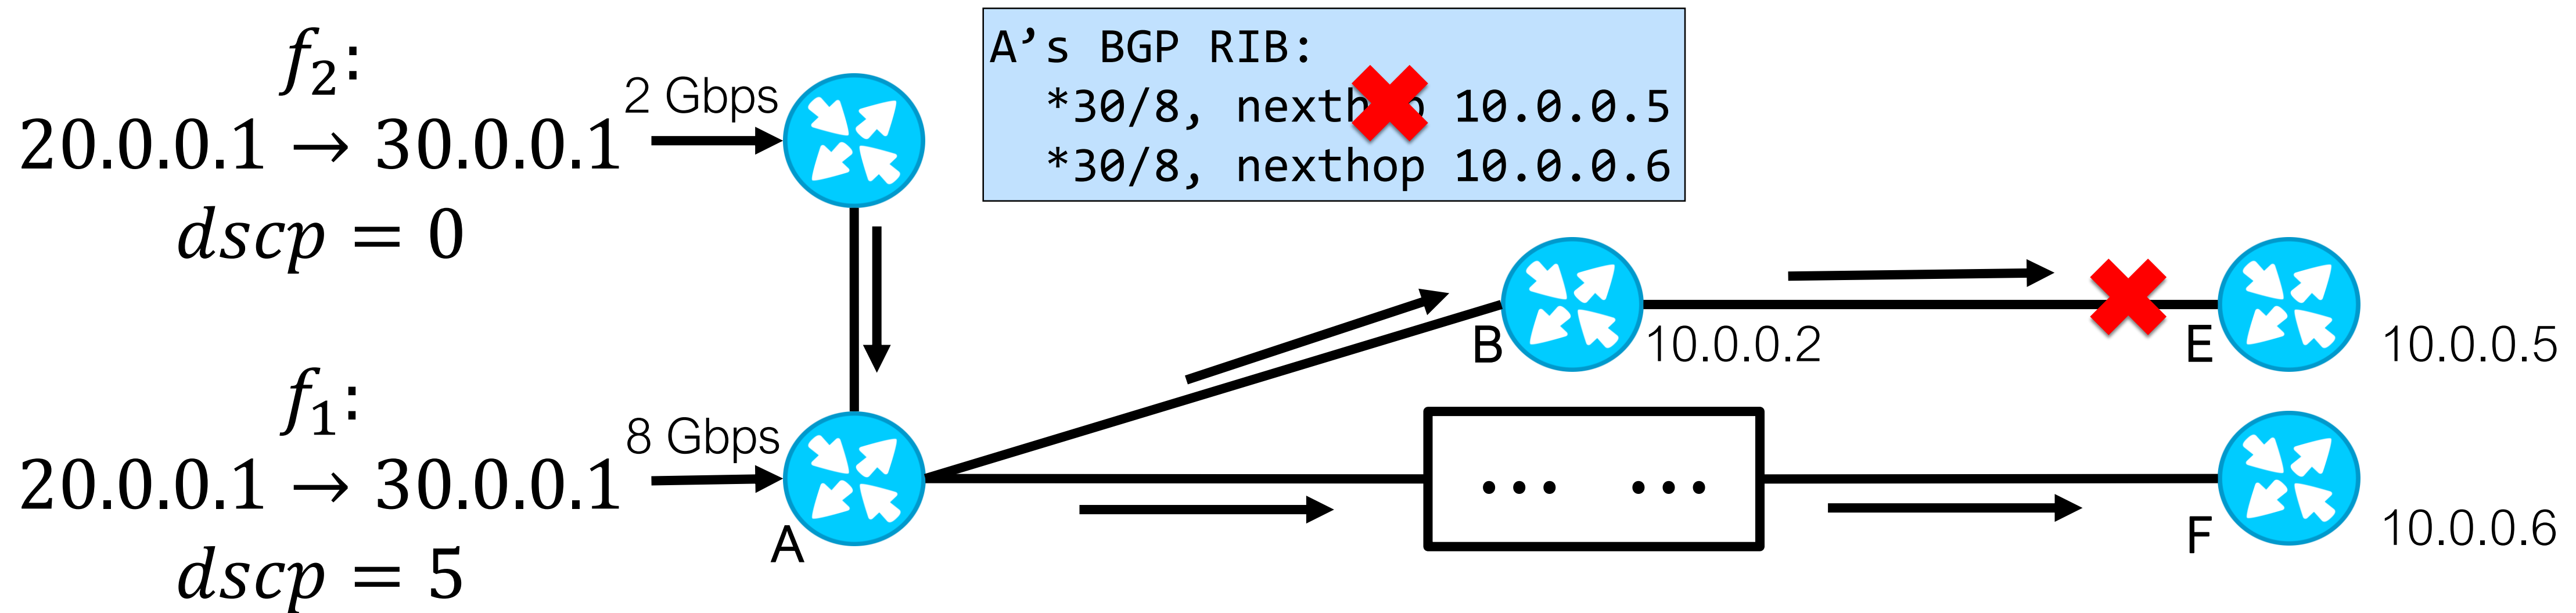 f₂:
20.0.0.1 → 30.0.0.1
dscp = 0
2 Gbps
A’s BGP RIB:
*30/8, nexthop 10.0.0.5
*30/8, nexthop 10.0.0.6
f₁:
20.0.0.1 → 30.0.0.1
dscp = 5
8 Gbps
A
B
10.0.0.2
E
10.0.0.5
... ...
F
10.0.0.6